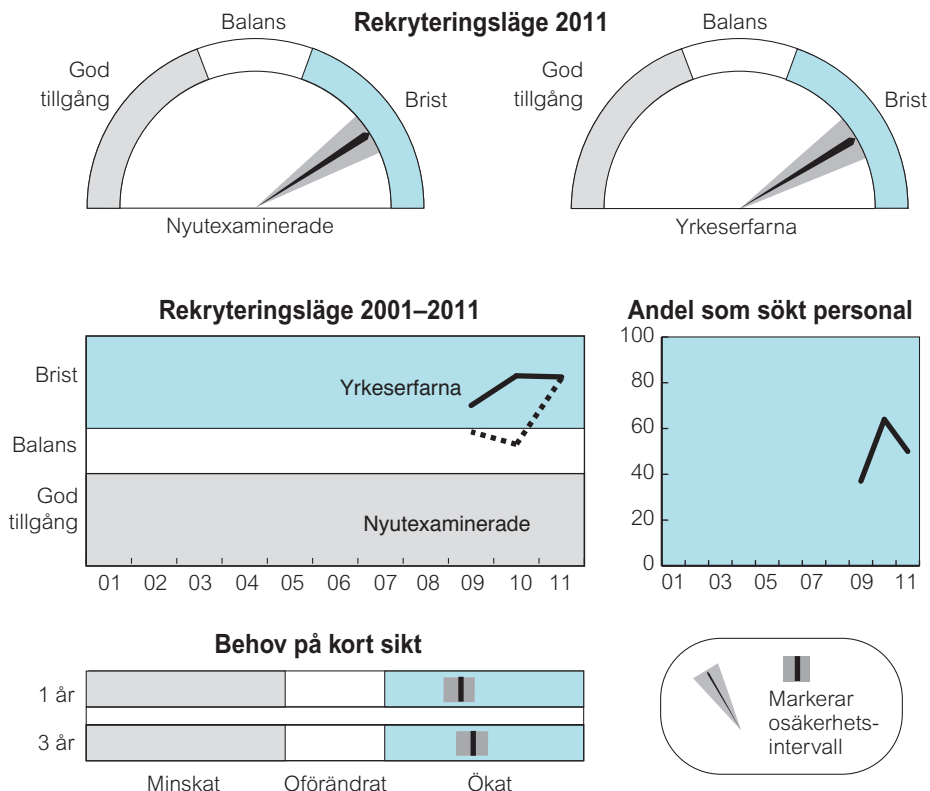 Rekryteringsläge 2011
Balans
God
tillgång
Brist
Nyutexaminerade
Balans
God
tillgång
Brist
Yrkeserfarna
Rekryteringsläge 2001–2011
Brist
Balans
God
tillgång
Yrkeserfarna
Nyutexaminerade
01 02 03 04 05 06 07 08 09 10 11
Andel som sökt personal
100
80
60
40
20
0
01 03 05 07 09 11
Behov på kort sikt
1 år
3 år
Minskat Oförändrat Ökat
Markerar
osäkerhets-
intervall